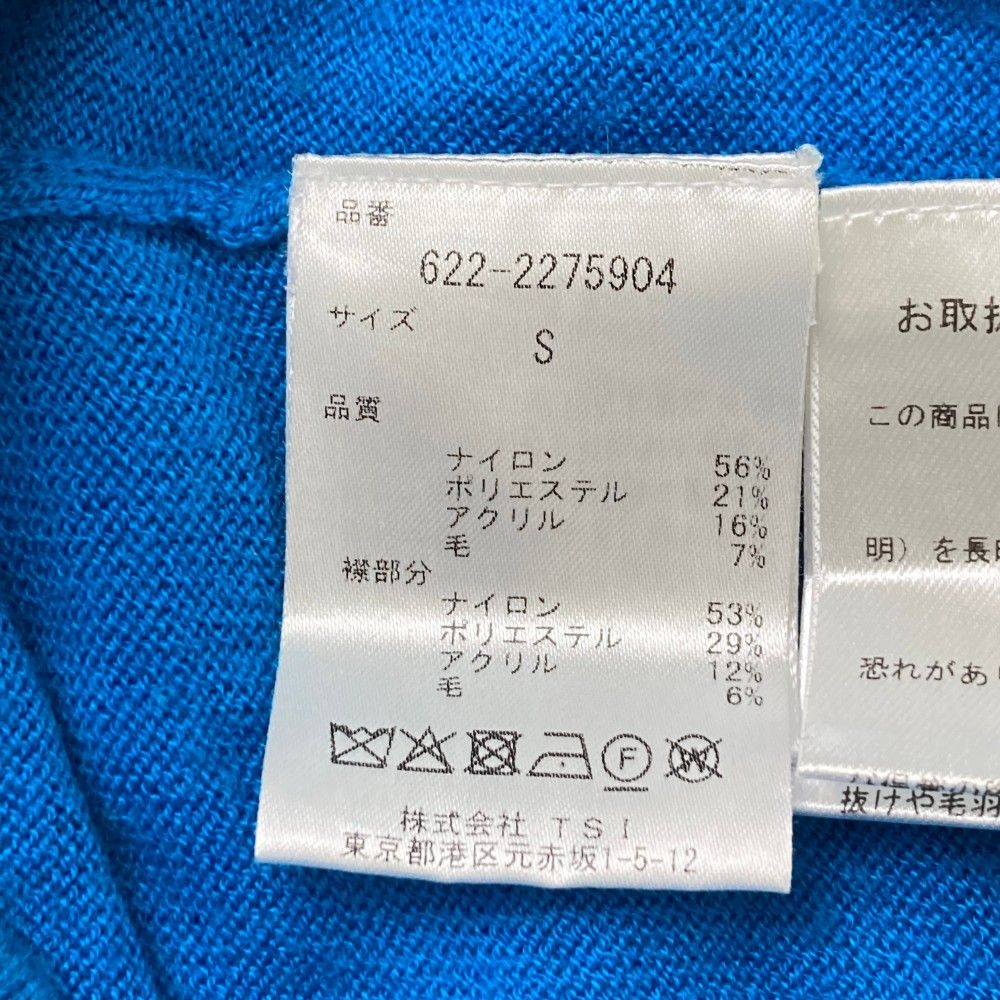 品番
622-2275904
サイズ
S
品質
ナイロン 56%
ポリエステル 21%
アクリル 16%
毛 7%
襟部分
ナイロン 53%
ポリエステル 29%
アクリル 12%
毛 6%
F
W
株式会社 TSI
東京都港区元赤坂1-5-12
お取扱
この商品
明）を長時
恐れがあり
抜けや毛羽